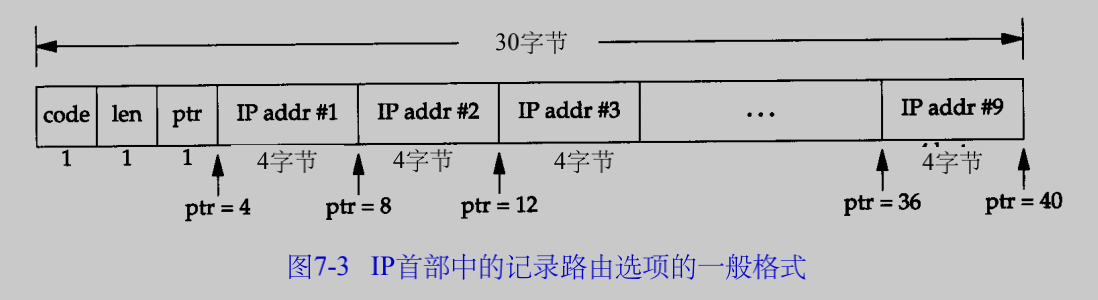 30字节
code len ptr IP addr #1 IP addr #2 IP addr #3 ... IP addr #9
1 1 1 4字节 4字节 4字节 4字节
ptr = 4 ptr = 8 ptr = 12 ptr = 36 ptr = 40
图7-3 IP首部中的记录路由选项的一般格式